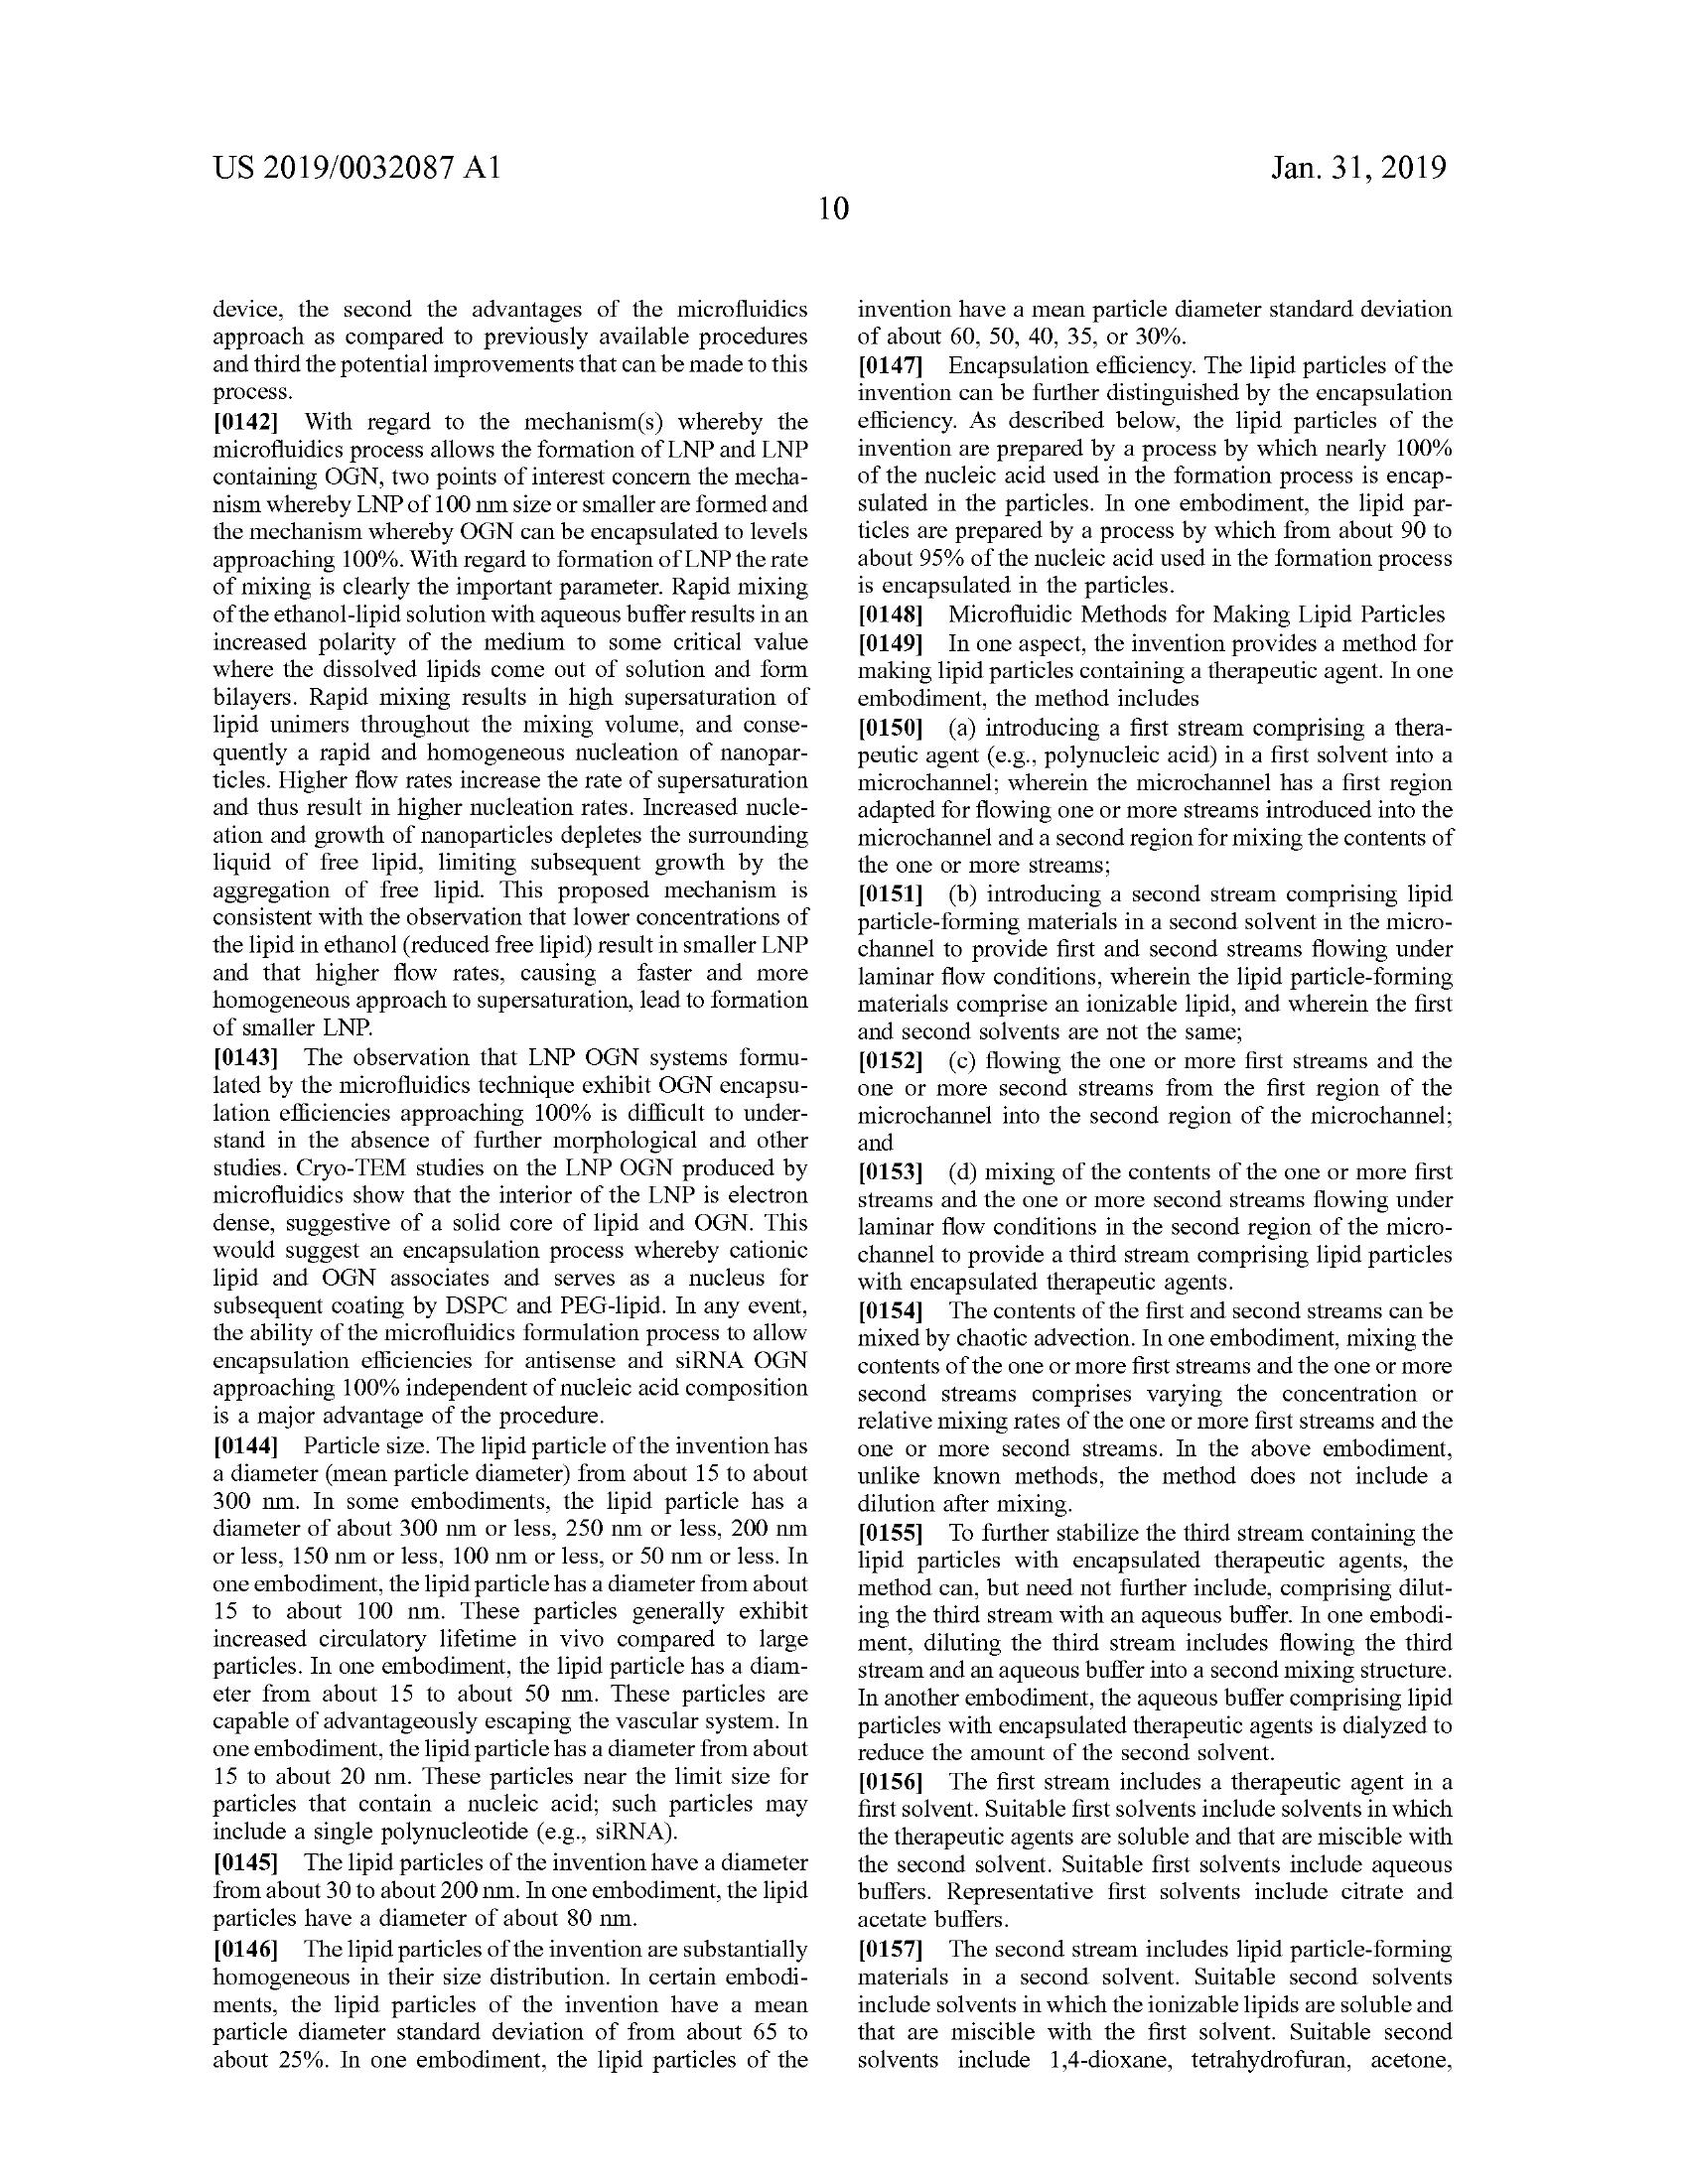 US 2019/0032087 A1
Jan. 31, 2019
10
device, the second the advantages of the microfluidics
approach as compared to previously available procedures
and third the potential improvements that can be made to this
process.
[0142] With regard to the mechanism(s) whereby the
microfluidics process allows the formation of LNP and LNP
containing OGN, two points of interest concern the mecha-
nism whereby LNP of 100 nm size or smaller are formed and
the mechanism whereby OGN can be encapsulated to levels
approaching 100%. With regard to formation of LNP the rate
of mixing is clearly the important parameter. Rapid mixing
of the ethanol-lipid solution with aqueous buffer results in an
increased polarity of the medium to some critical value
where the dissolved lipids come out of solution and form
bilayers. Rapid mixing results in high supersaturation of
lipid unimers throughout the mixing volume, and conse-
quently a rapid and homogeneous nucleation of nanopar-
ticles. Higher flow rates increase the rate of supersaturation
and thus result in higher nucleation rates. Increased nucle-
ation and growth of nanoparticles depletes the surrounding
liquid of free lipid, limiting subsequent growth by the
aggregation of free lipid. This proposed mechanism is
consistent with the observation that lower concentrations of
the lipid in ethanol (reduced free lipid) result in smaller LNP
and that higher flow rates, causing a faster and more
homogeneous approach to supersaturation, lead to formation
of smaller LNP.
[0143] The observation that LNP OGN systems formu-
lated by the microfluidics technique exhibit OGN encapsu-
lation efficiencies approaching 100% is difficult to under-
stand in the absence of further morphological and other
studies. Cryo-TEM studies on the LNP OGN produced by
microfluidics show that the interior of the LNP is electron
dense, suggestive of a solid core of lipid and OGN. This
would suggest an encapsulation process whereby cationic
lipid and OGN associates and serves as a nucleus for
subsequent coating by DSPC and PEG-lipid. In any event,
the ability of the microfluidics formulation process to allow
encapsulation efficiencies for antisense and siRNA OGN
approaching 100% independent of nucleic acid composition
is a major advantage of the procedure.
[0144] Particle size. The lipid particle of the invention has
a diameter (mean particle diameter) from about 15 to about
300 nm. In some embodiments, the lipid particle has a
diameter of about 300 nm or less, 250 nm or less, 200 nm
or less, 150 nm or less, 100 nm or less, or 50 nm or less. In
one embodiment, the lipid particle has a diameter from about
15 to about 100 nm. These particles generally exhibit
increased circulatory lifetime in vivo compared to large
particles. In one embodiment, the lipid particle has a diam-
eter from about 15 to about 50 nm. These particles are
capable of advantageously escaping the vascular system. In
one embodiment, the lipid particle has a diameter from about
15 to about 20 nm. These particles near the limit size for
particles that contain a nucleic acid; such particles may
include a single polynucleotide (e.g., siRNA).
[0145] The lipid particles of the invention have a diameter
from about 30 to about 200 nm. In one embodiment, the lipid
particles have a diameter of about 80 nm.
[0146] The lipid particles of the invention are substantially
homogeneous in their size distribution. In certain embodi-
ments, the lipid particles of the invention have a mean
particle diameter standard deviation of from about 65 to
about 25%. In one embodiment, the lipid particles of the
invention have a mean particle diameter standard deviation
of about 60, 50, 40, 35, or 30%.
[0147] Encapsulation efficiency. The lipid particles of the
invention can be further distinguished by the encapsulation
efficiency. As described below, the lipid particles of the
invention are prepared by a process by which nearly 100%
of the nucleic acid used in the formation process is encap-
sulated in the particles. In one embodiment, the lipid par-
ticles are prepared by a process by which from about 90 to
about 95% of the nucleic acid used in the formation process
is encapsulated in the particles.
[0148] Microfluidic Methods for Making Lipid Particles
[0149] In one aspect, the invention provides a method for
making lipid particles containing a therapeutic agent. In one
embodiment, the method includes
[0150] (a) introducing a first stream comprising a thera-
peutic agent (e.g., polynucleic acid) in a first solvent into a
microchannel; wherein the microchannel has a first region
adapted for flowing one or more streams introduced into the
microchannel and a second region for mixing the contents of
the one or more streams;
[0151] (b) introducing a second stream comprising lipid
particle-forming materials in a second solvent in the micro-
channel to provide first and second streams flowing under
laminar flow conditions, wherein the lipid particle-forming
materials comprise an ionizable lipid, and wherein the first
and second solvents are not the same;
[0152] (c) flowing the one or more first streams and the
one or more second streams from the first region of the
microchannel into the second region of the microchannel;
and
[0153] (d) mixing of the contents of the one or more first
streams and the one or more second streams flowing under
laminar flow conditions in the second region of the micro-
channel to provide a third stream comprising lipid particles
with encapsulated therapeutic agents.
[0154] The contents of the first and second streams can be
mixed by chaotic advection. In one embodiment, mixing the
contents of the one or more first streams and the one or more
second streams comprises varying the concentration or
relative mixing rates of the one or more first streams and the
one or more second streams. In the above embodiment,
unlike known methods, the method does not include a
dilution after mixing.
[0155] To further stabilize the third stream containing the
lipid particles with encapsulated therapeutic agents, the
method can, but need not further include, comprising dilut-
ing the third stream with an aqueous buffer. In one embodi-
ment, diluting the third stream includes flowing the third
stream and an aqueous buffer into a second mixing structure.
In another embodiment, the aqueous buffer comprising lipid
particles with encapsulated therapeutic agents is dialyzed to
reduce the amount of the second solvent.
[0156] The first stream includes a therapeutic agent in a
first solvent. Suitable first solvents include solvents in which
the therapeutic agents are soluble and that are miscible with
the second solvent. Suitable first solvents include aqueous
buffers. Representative first solvents include citrate and
acetate buffers.
[0157] The second stream includes lipid particle-forming
materials in a second solvent. Suitable second solvents
include solvents in which the ionizable lipids are soluble and
that are miscible with the first solvent. Suitable second
solvents include 1,4-dioxane, tetrahydrofuran, acetone,